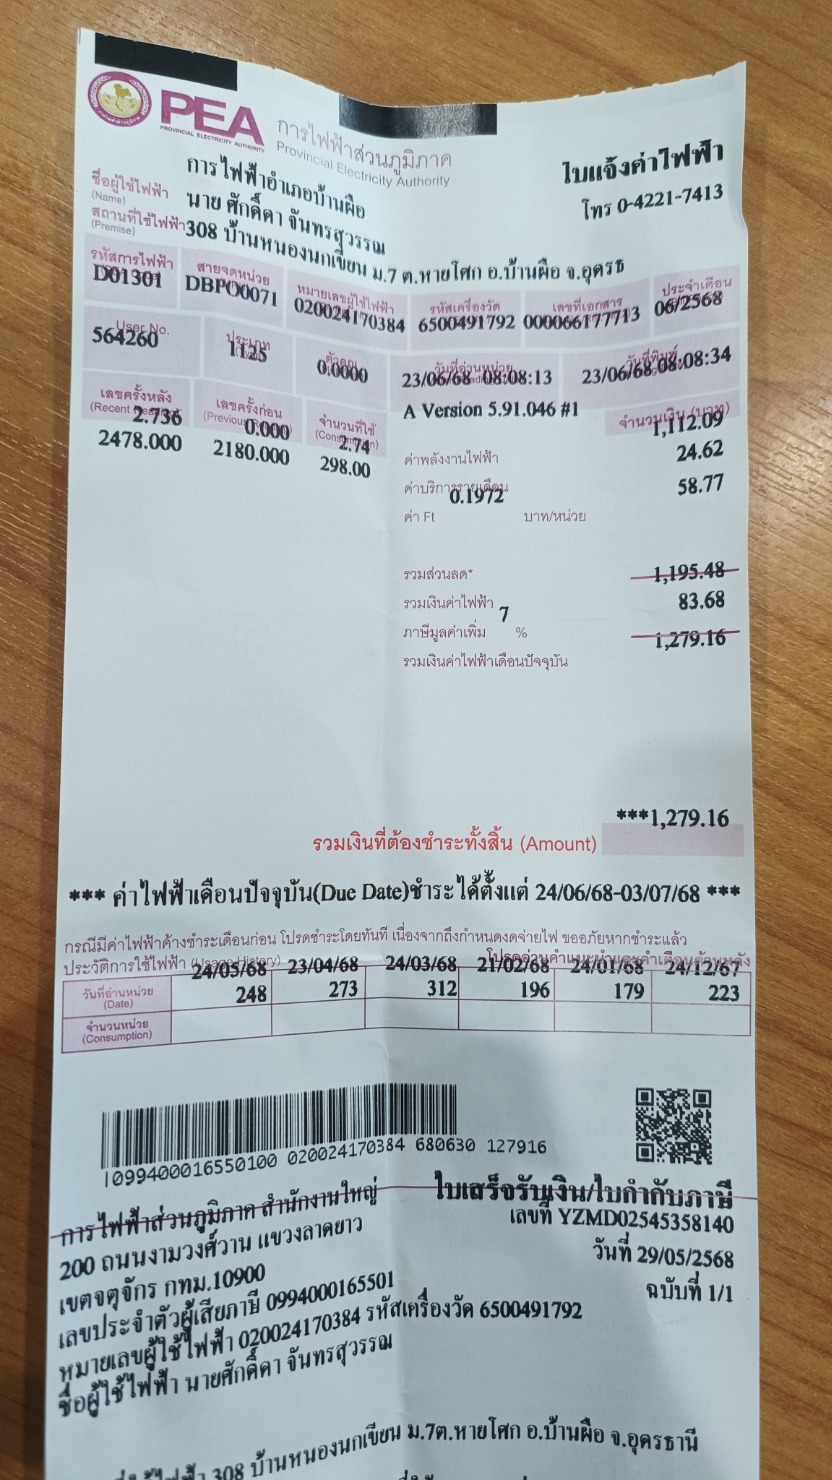 PEA
PROVINCIAL ELECTRICITY AUTHORITY
การไฟฟ้าส่วนภูมิภาค
Provincial Electricity Authority
ใบแจ้งค่าไฟฟ้า
การไฟฟ้าอำเภอบ้านผือ
โทร 0-4221-7413
ชื่อผู้ใช้ไฟฟ้า นาย ศักดิ์ดา จันทรสุวรรณ
(Name)
สถานที่ใช้ไฟฟ้า 308 บ้านหนองนกเขียน ม.7 ต.หายโศก อ.บ้านผือ จ.อุดรธ
(Premise)
รหัสการไฟฟ้า สายจดหน่วย หมายเลขผู้ใช้ไฟฟ้า รหัสเครื่องวัด เลขที่เอกสาร ประจำเดือน
D01301 DBPO0071 020024170384 6500491792 000066177713 06/2568
User No. ประเภท ตัวคูณ วันที่อ่านหน่วย วันที่พิมพ์
564260 1125 0.0000 23/06/68 08:08:13 23/06/68 08:08:34
เลขครั้งหลัง เลขครั้งก่อน จำนวนที่ใช้ A Version 5.91.046 #1 จำนวนเงิน (บาท)
2.736 0.000 2.74 1,112.09
2478.000 2180.000 298.00 ค่าพลังงานไฟฟ้า 24.62
ค่าบริการรายเดือน 0.1972 58.77
ค่า Ft บาท/หน่วย
รวมส่วนลด* 1,195.48
รวมเงินค่าไฟฟ้า 7 83.68
ภาษีมูลค่าเพิ่ม % 1,279.16
รวมเงินค่าไฟฟ้าเดือนปัจจุบัน
***1,279.16
รวมเงินที่ต้องชำระทั้งสิ้น (Amount)
*** ค่าไฟฟ้าเดือนปัจจุบัน(Due Date)ชำระได้ตั้งแต่ 24/06/68-03/07/68 ***
กรณีมีค่าไฟฟ้าค้างชำระเดือนก่อน โปรดชำระโดยทันที เนื่องจากถึงกำหนดงดจ่ายไฟ ขออภัยหากชำระแล้ว
ประวัติการใช้ไฟฟ้า (Usage History)
24/05/68 23/04/68 24/03/68 21/02/68 24/01/68 24/12/67
วันที่อ่านหน่วย 248 273 312 196 179 223
(Date)
จำนวนหน่วย
(Consumption)
|099400016550100 020024170384 680630 127916
การไฟฟ้าส่วนภูมิภาค สำนักงานใหญ่ ใบเสร็จรับเงิน/ใบกำกับภาษี
200 ถนนงามวงศ์วาน แขวงลาดยาว เลขที่ YZMD02545358140
เขตจตุจักร กทม.10900 วันที่ 29/05/2568
เลขประจำตัวผู้เสียภาษี 0994000165501 ฉบับที่ 1/1
หมายเลขผู้ใช้ไฟฟ้า 020024170384 รหัสเครื่องวัด 6500491792
ชื่อผู้ใช้ไฟฟ้า นายศักดิ์ดา จันทรสุวรรณ
308 บ้านหนองนกเขียน ม.7ต.หายโศก อ.บ้านผือ จ.อุดรธานี